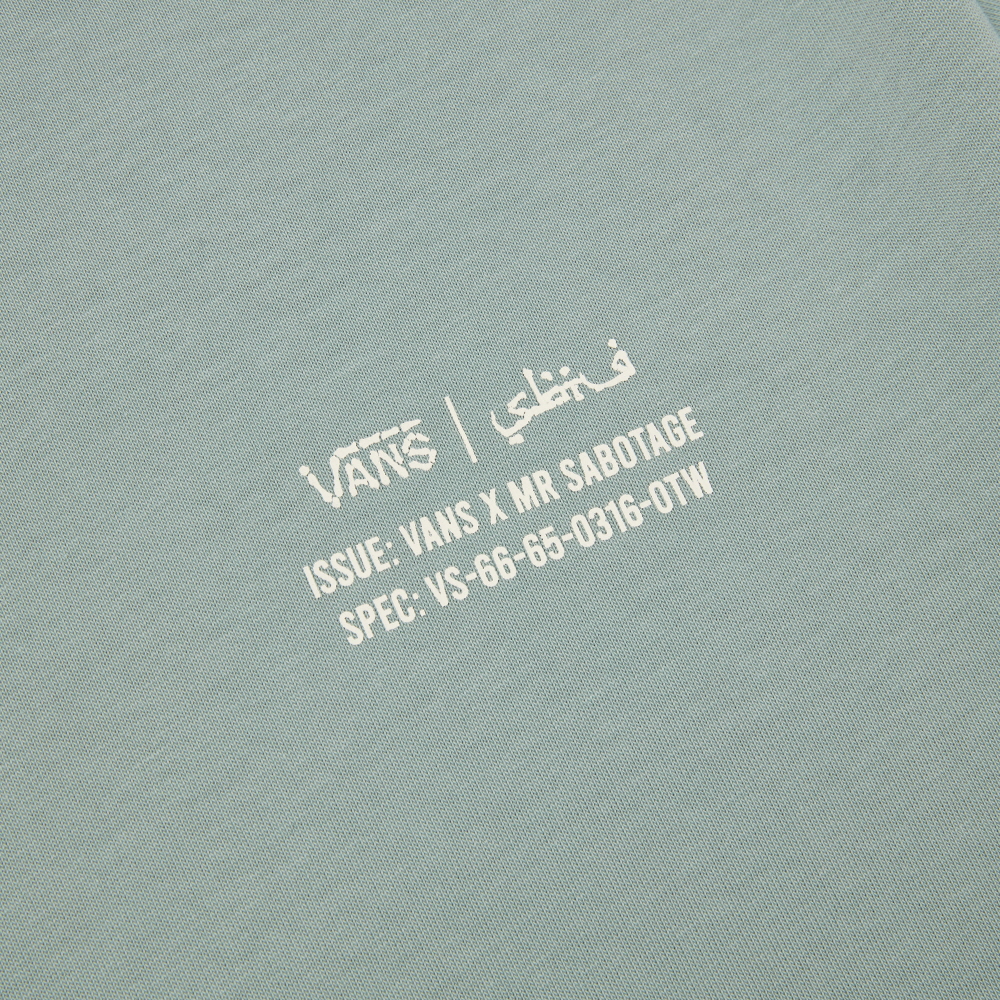 VANS |
ISSUE: VANS X MR SABOTAGE
SPEC: VS-66-65-0316-OTW